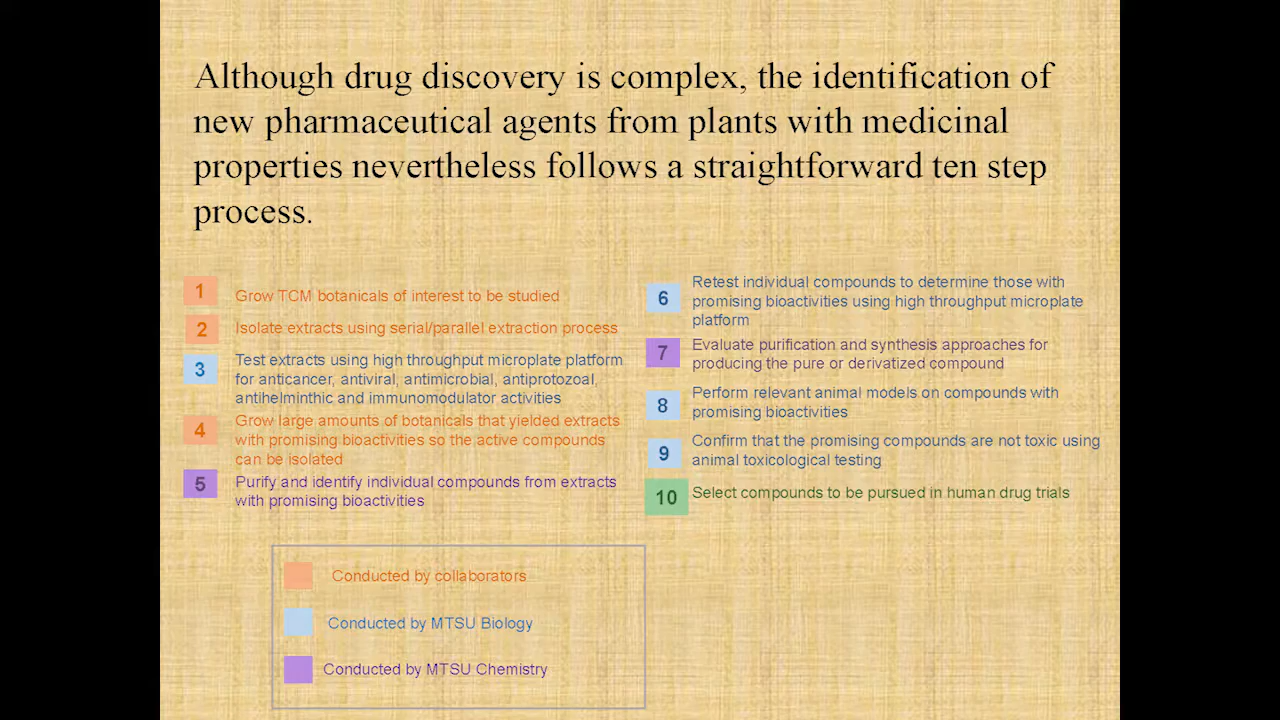 Although drug discovery is complex, the identification of
new pharmaceutical agents from plants with medicinal
properties nevertheless follows a straightforward ten step
process.
1 Grow TCM botanicals of interest to be studied
2 Isolate extracts using serial/parallel extraction process
3 Test extracts using high throughput microplate platform
for anticancer, antiviral, antimicrobial, antiprotozoal,
antihelminthic and immunomodulator activities
4 Grow large amounts of botanicals that yielded extracts
with promising bioactivities so the active compounds
can be isolated
5 Purify and identify individual compounds from extracts
with promising bioactivities
6 Retest individual compounds to determine those with
promising bioactivities using high throughput microplate
platform
7 Evaluate purification and synthesis approaches for
producing the pure or derivatized compound
8 Perform relevant animal models on compounds with
promising bioactivities
9 Confirm that the promising compounds are not toxic using
animal toxicological testing
10 Select compounds to be pursued in human drug trials
Conducted by collaborators
Conducted by MTSU Biology
Conducted by MTSU Chemistry